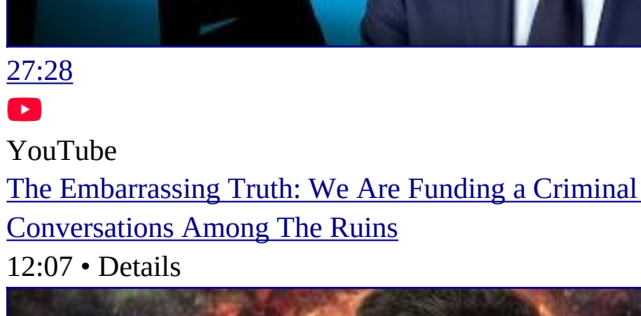 27:28
YouTube
The Embarrassing Truth: We Are Funding a Criminal
Conversations Among The Ruins
12:07 • Details